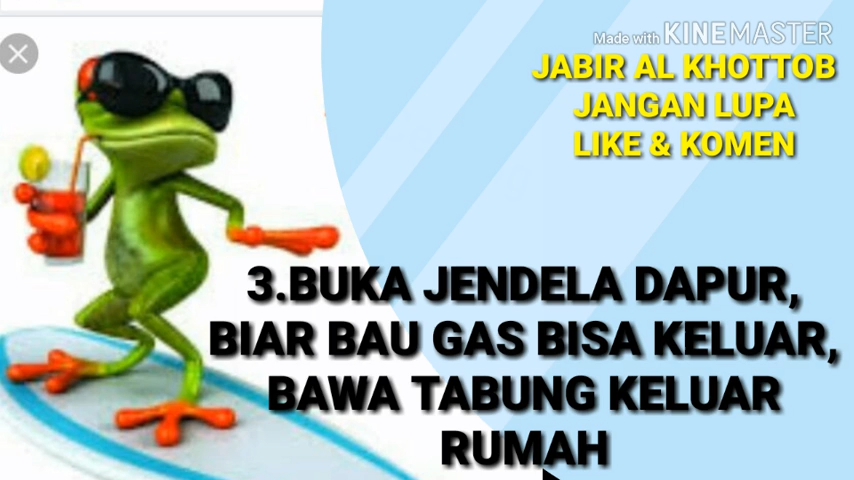 Made with KINEMASTER
JABIR AL KHOTTOB
JANGAN LUPA
LIKE & KOMEN
3.BUKA JENDELA DAPUR,
BIAR BAU GAS BISA KELUAR,
BAWA TABUNG KELUAR
RUMAH